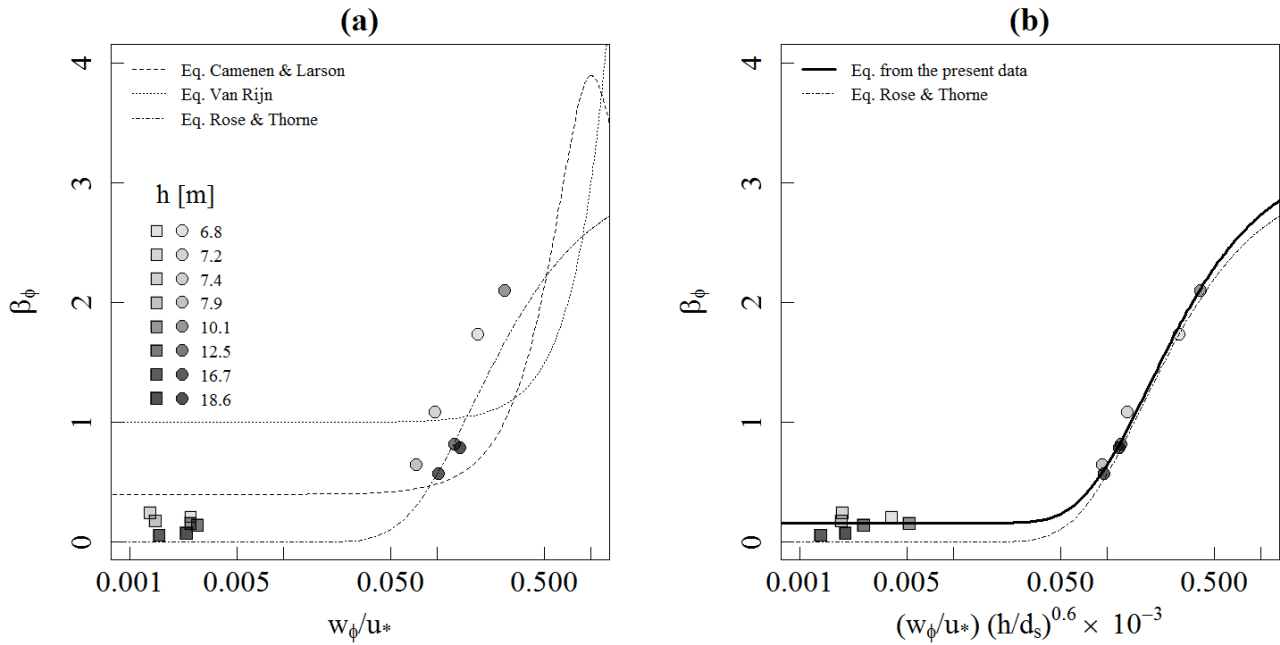 (a)
Eq. Camenen & Larson
Eq. Van Rijn
Eq. Rose & Thorne
h [m]
6.8
7.2
7.4
7.9
10.1
12.5
16.7
18.6
4
3
2
1
0
βϕ
0.001
0.005
0.050
0.500
wϕ/u*
(b)
Eq. from the present data
Eq. Rose & Thorne
4
3
2
1
0
βϕ
0.001
0.005
0.050
0.500
(wϕ/u*) (h/ds)^0.6 × 10^−3